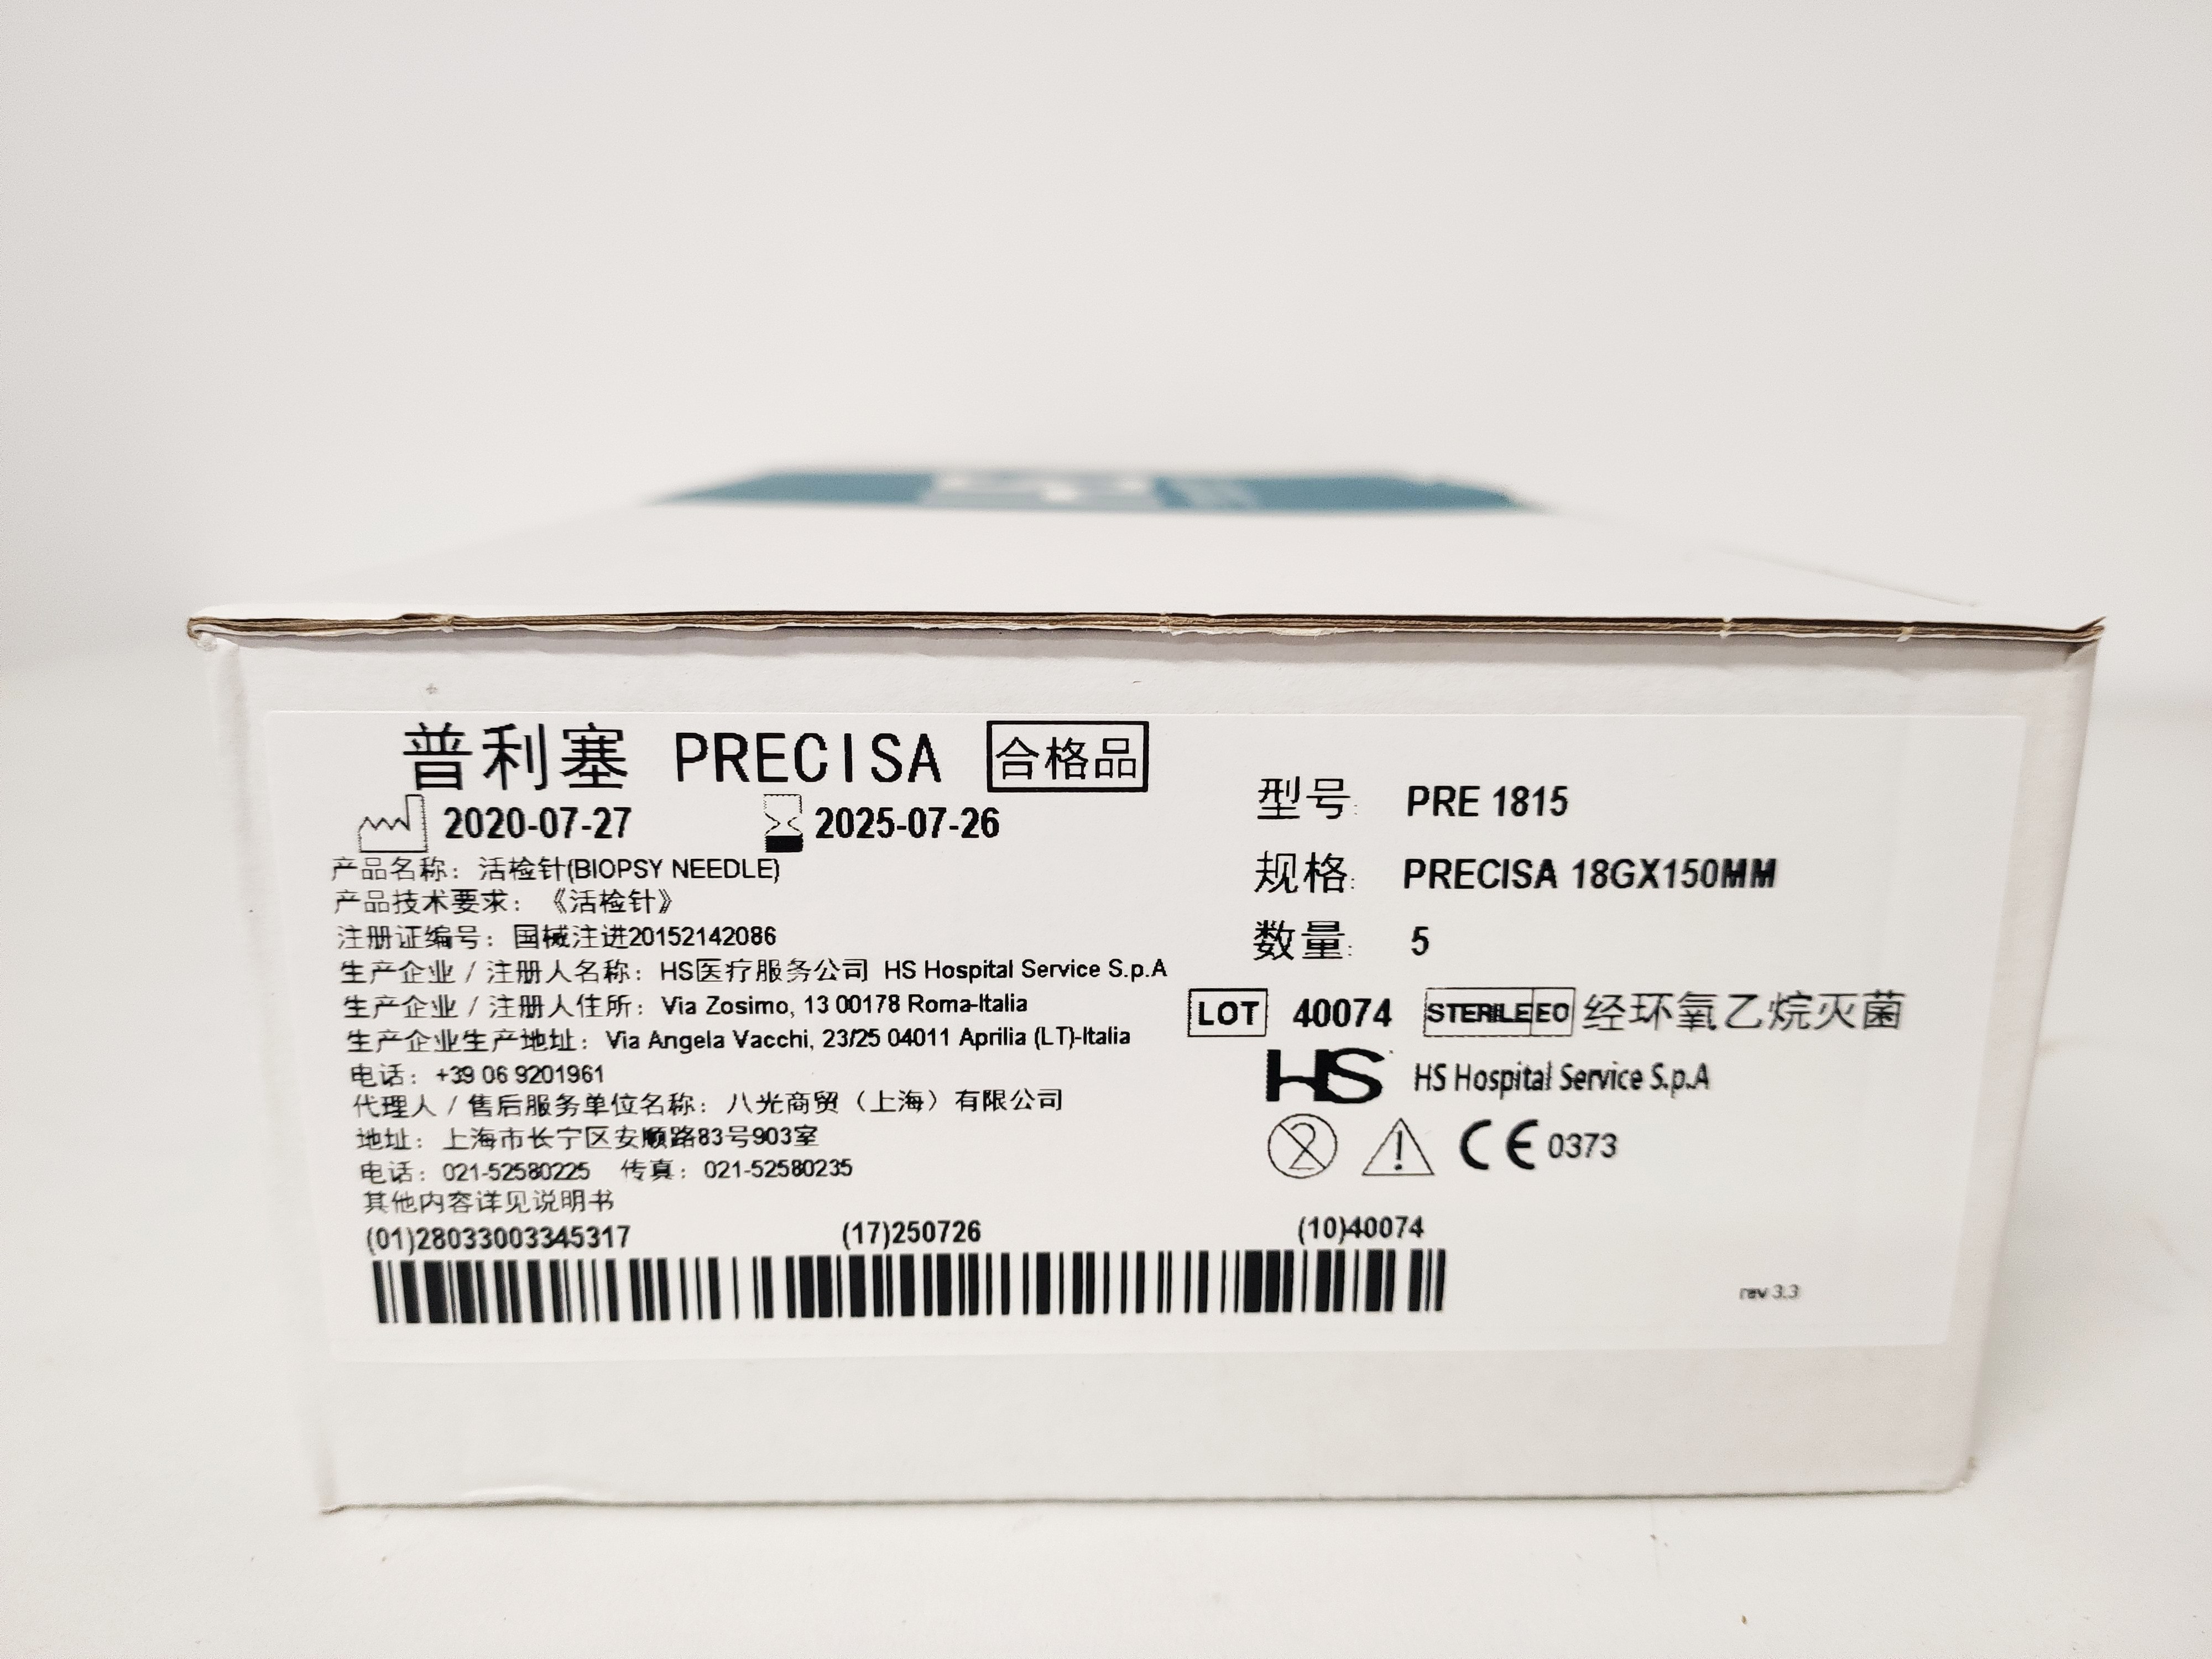 普利塞 PRECISA 合格品
2020-07-27 2025-07-26
产品名称：活检针(BIOPSY NEEDLE)
产品技术要求：《活检针》
注册证编号：国械注进20152142086
生产企业 / 注册人名称：HS医疗服务公司 HS Hospital Service S.p.A
生产企业 / 注册人住所：Via Zosimo, 13 00178 Roma-Italia
生产企业生产地址：Via Angela Vacchi, 23/25 04011 Aprilia (LT)-Italia
电话：+39 06 9201961
代理人 / 售后服务单位名称：八光商贸（上海）有限公司
地址：上海市长宁区安顺路83号903室
电话：021-52580225 传真：021-52580235
其他内容详见说明书
(01)28033003345317 (17)250726 (10)40074
型号: PRE 1815
规格: PRECISA 18GX150MM
数量: 5
LOT 40074 STERILE EO 经环氧乙烷灭菌
HS HS Hospital Service S.p.A
2 ! CE 0373
rev 3.3